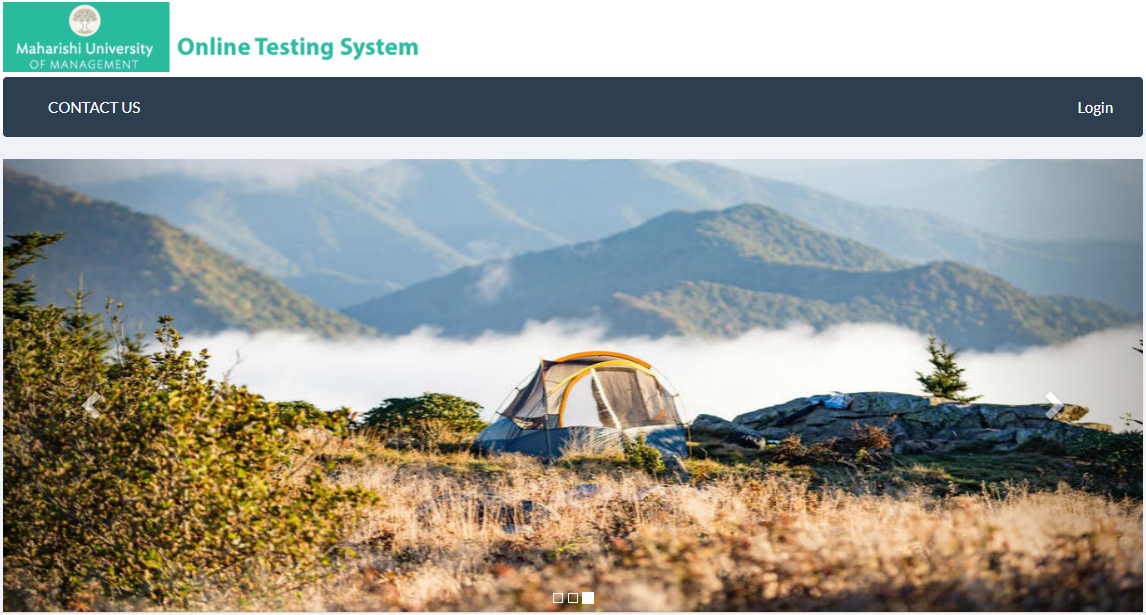 Maharishi University
OF MANAGEMENT
Online Testing System
CONTACT US
Login